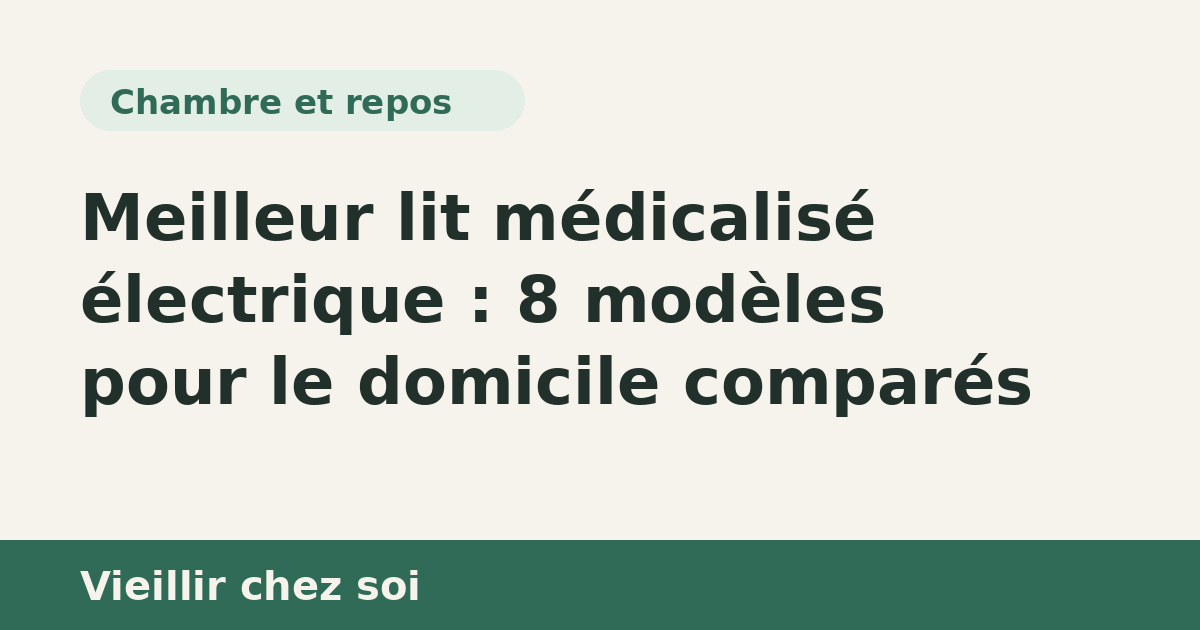 Chambre et repos
Meilleur lit médicalisé
électrique : 8 modèles
pour le domicile comparés
Vieillir chez soi